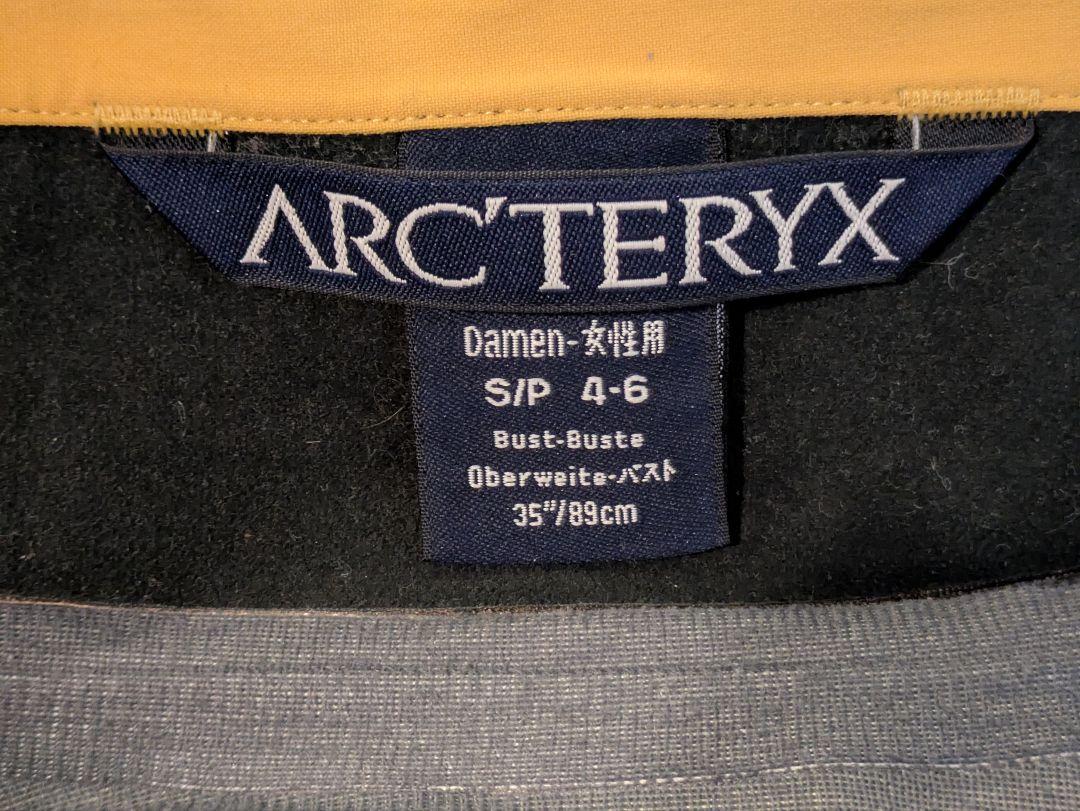 ARC'TERYX
Damen-女性用
S/P 4-6
Bust-Buste
Oberweite-バスト
35"/89cm